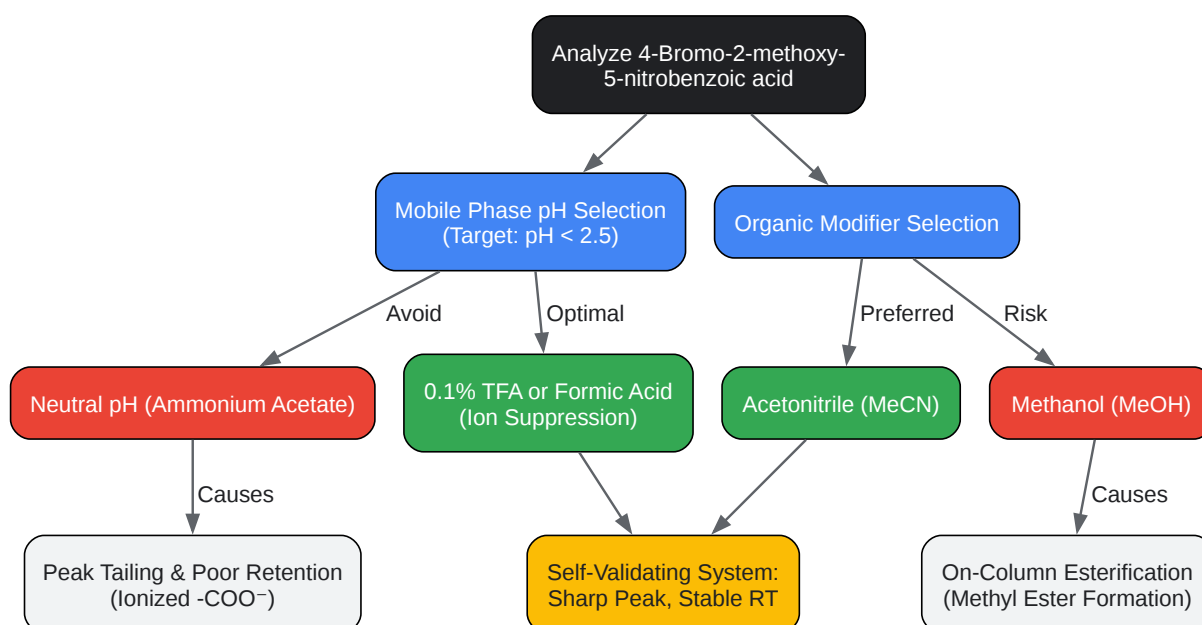 Analyze 4-Bromo-2-methoxy-
5-nitrobenzoic acid
Mobile Phase pH Selection
(Target: pH < 2.5)
Organic Modifier Selection
Avoid
Optimal
Preferred
Risk
Neutral pH (Ammonium Acetate)
0.1% TFA or Formic Acid
(Ion Suppression)
Acetonitrile (MeCN)
Methanol (MeOH)
Causes
Causes
Peak Tailing & Poor Retention
(Ionized -COO⁻)
Self-Validating System:
Sharp Peak, Stable RT
On-Column Esterification
(Methyl Ester Formation)